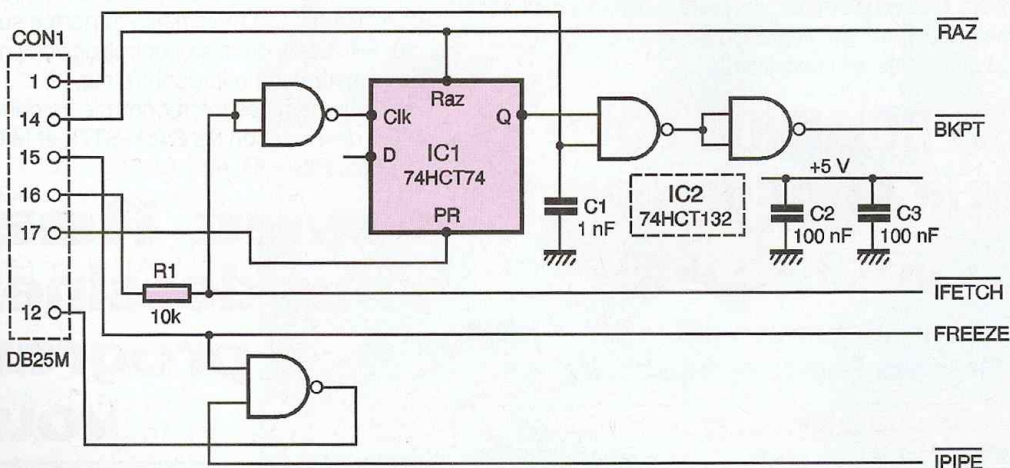 CON1
1
14
15
16
17
12
DB25M
R1
10k
Raz
Clk
Q
D
IC1
74HCT74
PR
C1
1 nF
IC2
74HCT132
+5 V
C2
100 nF
C3
100 nF
RAZ
BKPT
IFETCH
FREEZE
IPIPE